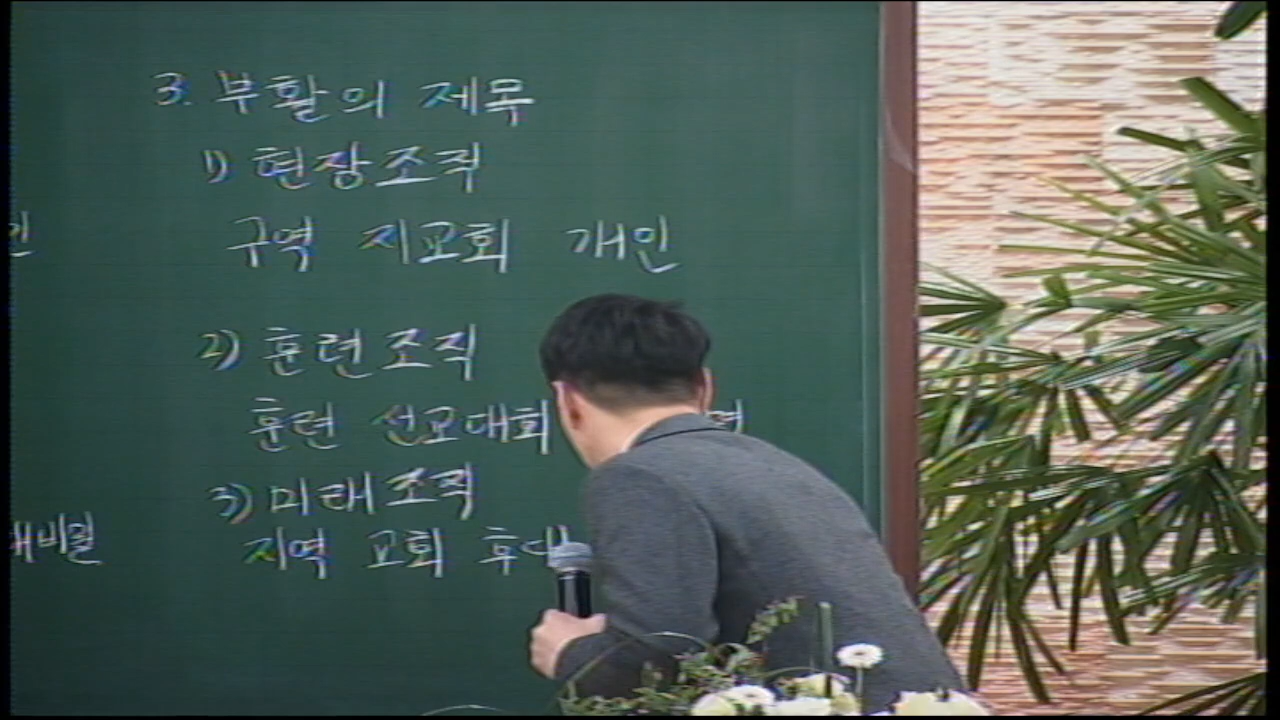 3. 부활의 제목
1) 현장조직
구역 지교회 개인
2) 훈련조직
훈련 선교대회
3) 미래조직
지역 교회 후대